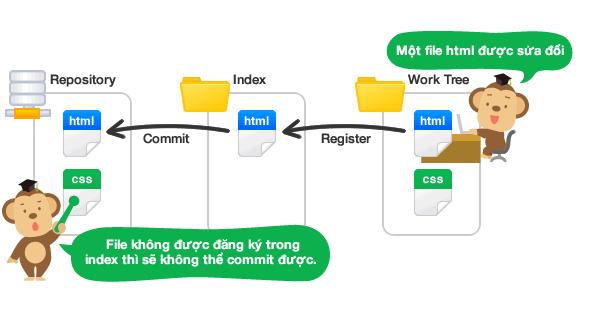 Một file html được sửa đổi
Repository
Index
Work Tree
html
html
html
Commit
Register
css
css
File không được đăng ký trong
index thì sẽ không thể commit được.